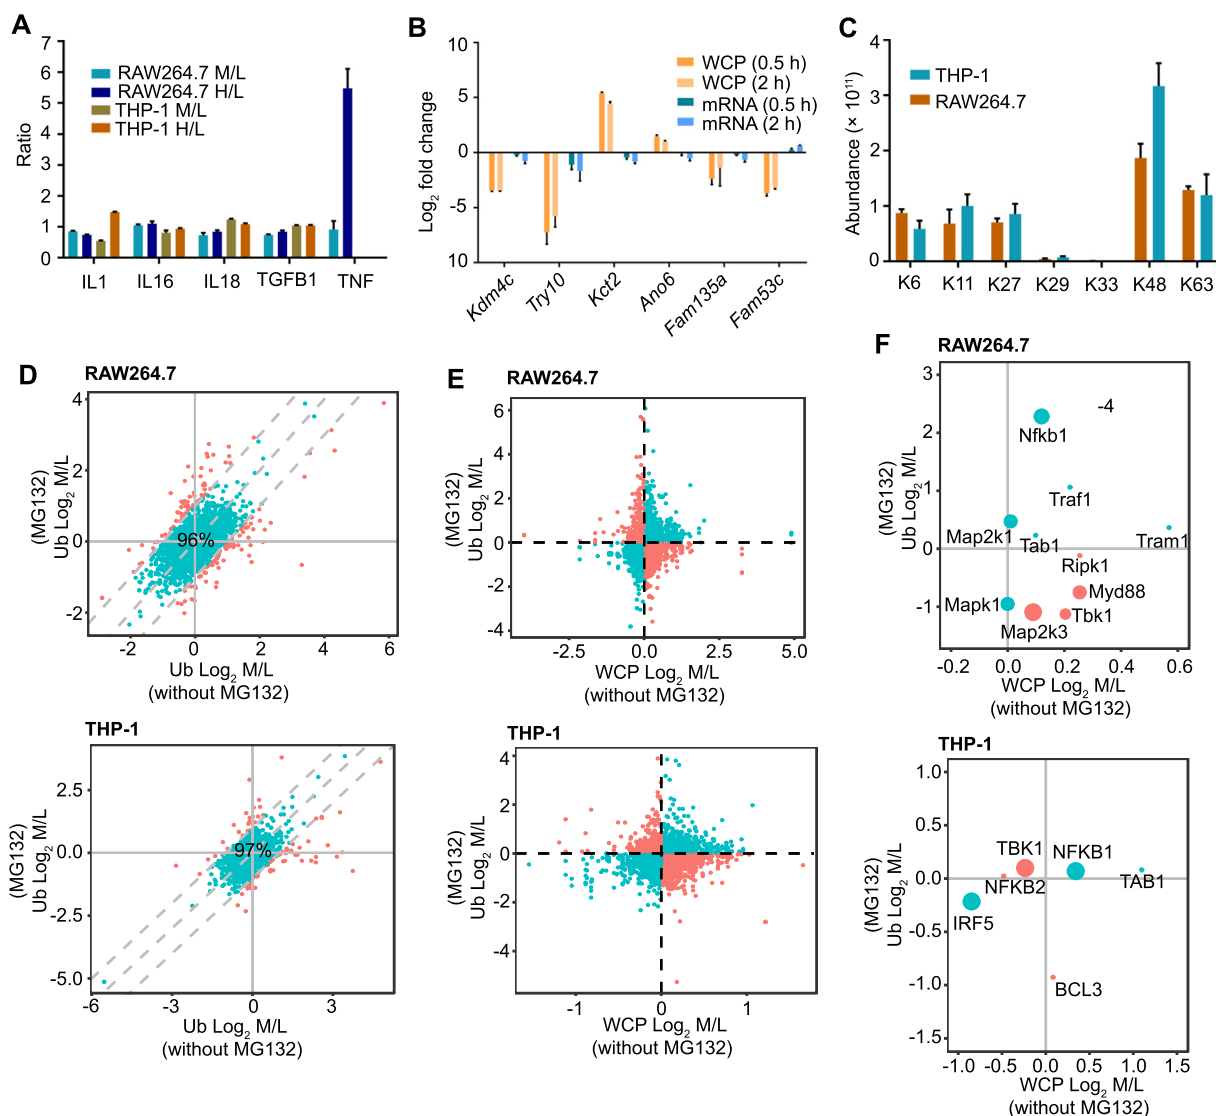 A
7
6
5
4
3
2
1
0
Ratio
RAW264.7 M/L
RAW264.7 H/L
THP-1 M/L
THP-1 H/L
IL1 IL16 IL18 TGFB1 TNF
B
10
5
0
-5
10
Log2 fold change
WCP (0.5 h)
WCP (2 h)
mRNA (0.5 h)
mRNA (2 h)
Kdm4c Try10 Kct2 Ano6 Fam135a Fam53c
C
4
3
2
1
0
Abundance (× 10¹¹)
THP-1
RAW264.7
K6 K11 K27 K29 K33 K48 K63
D
RAW264.7
4
2
0
-2
(MG132)
Ub Log2 M/L
96%
-2 0 2 4 6
Ub Log2 M/L
(without MG132)
THP-1
2.5
0.0
-2.5
-5.0
(MG132)
Ub Log2 M/L
97%
-6 -3 0 3
Ub Log2 M/L
(without MG132)
E
RAW264.7
6
4
2
0
-2
-4
(MG132)
Ub Log2 M/L
-2.5 0 2.5 5.0
WCP Log2 M/L
(without MG132)
THP-1
4
2
0
-2
-4
(MG132)
Ub Log2 M/L
-1 0 1
WCP Log2 M/L
(without MG132)
F
RAW264.7
3
2
1
0
-1
(MG132)
Ub Log2 M/L
-4
Nfkb1
Traf1
Map2k1
Tab1
Tram1
Ripk1
Myd88
Mapk1
Tbk1
Map2k3
-0.2 0.0 0.2 0.4 0.6
WCP Log2 M/L
(without MG132)
THP-1
1.0
0.5
0.0
-0.5
-1.0
-1.5
(MG132)
Ub Log2 M/L
TBK1
NFKB1
NFKB2
TAB1
IRF5
BCL3
-1.0 -0.5 0.0 0.5 1.0 1.5
WCP Log2 M/L
(without MG132)